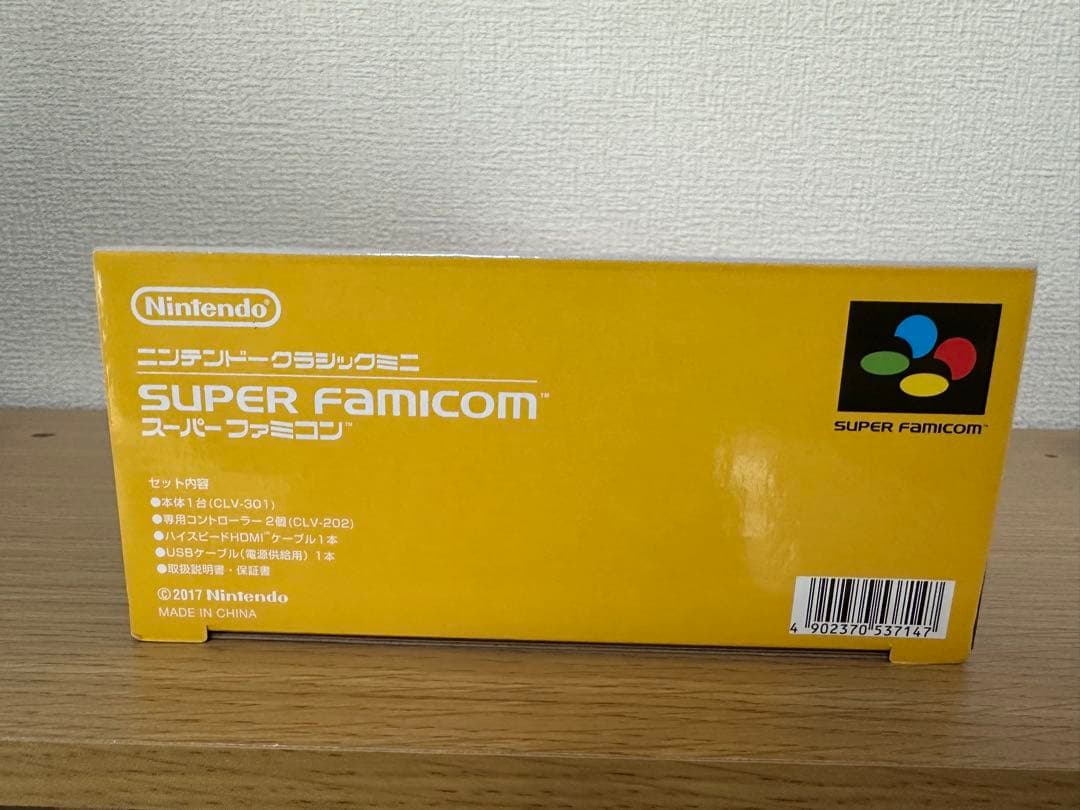 Nintendo®
ニンテンドークラシックミニ
SUPER FAMICOM™
スーパーファミコン™
セット内容
●本体1台(CLV-301)
●専用コントローラー 2個(CLV-202)
●ハイスピードHDMI™ケーブル1本
●USBケーブル(電源供給用) 1本
●取扱説明書・保証書
©2017 Nintendo
MADE IN CHINA
SUPER FAMICOM™
4 902370 537147